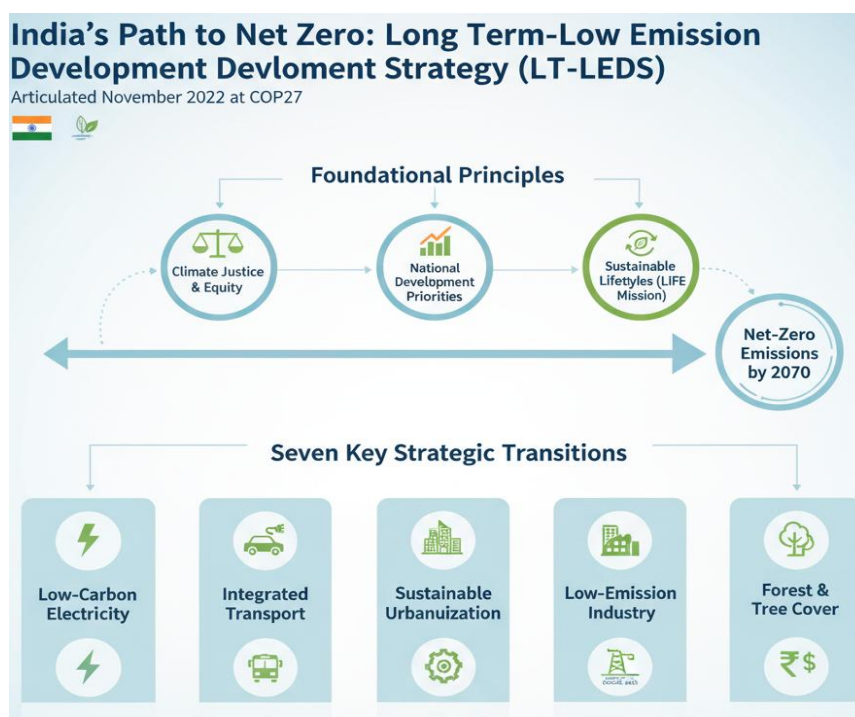 India's Path to Net Zero: Long Term-Low Emission
Development Devloment Strategy (LT-LEDS)
Articulated November 2022 at COP27
Foundational Principles
Climate Justice
& Equity
National
Development
Priorities
Sustainable
Lifetlyles (LIFE
Mission)
Net-Zero
Emissions
by 2070
Seven Key Strategic Transitions
Low-Carbon
Electricity
Integrated
Transport
Sustainable
Urbanuization
Low-Emission
Industry
Forest &
Tree Cover
₹ $